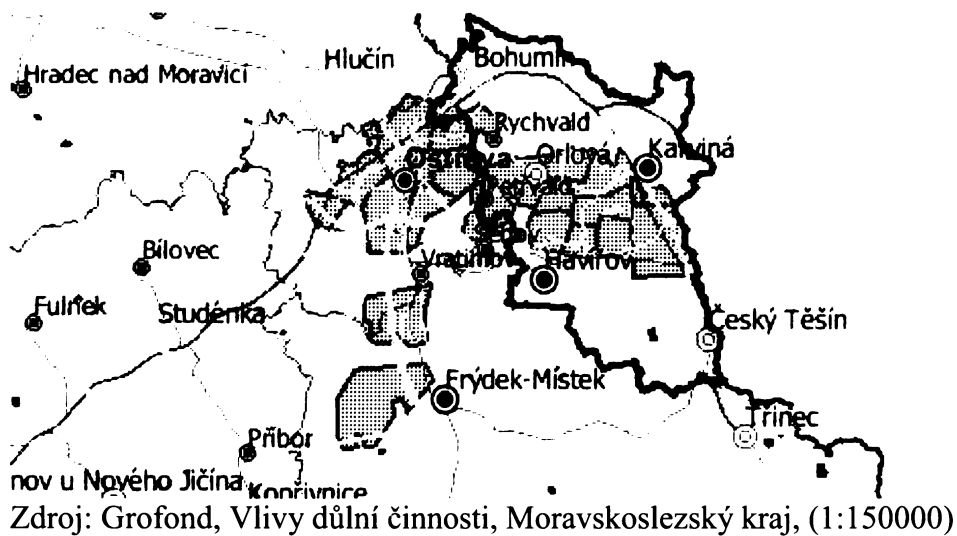 Hlučín
Bohumín
Hradec nad Moravicí
Rychvald
Orlová
Karviná
Ostrava
Petřvald
Bílovec
Vratimov
Havířov
Fulnek
Studénka
Český Těšín
Frýdek-Místek
Třinec
Příbor
nov u Nového Jičína
Kopřivnice
Zdroj: Grofond, Vlivy důlní činnosti, Moravskoslezský kraj, (1:150000)